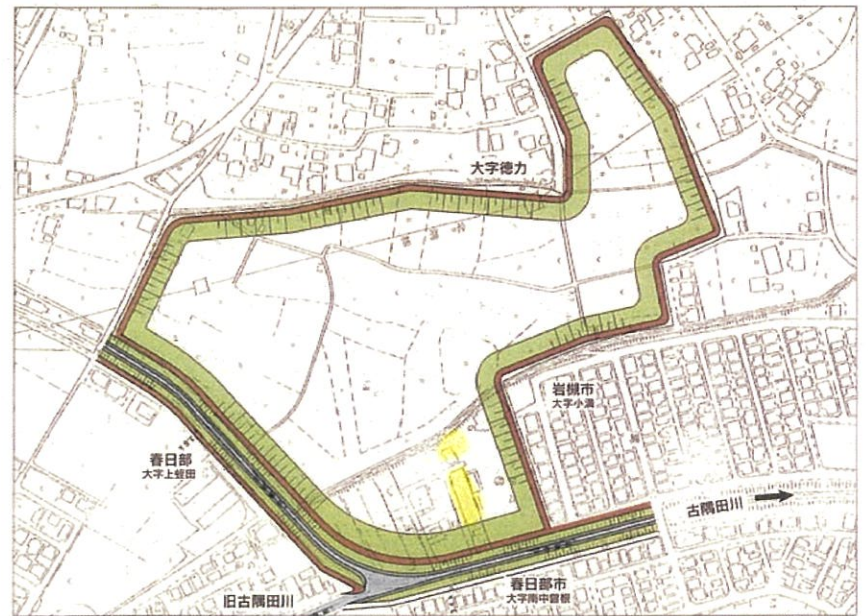 大字徳力
岩槻市
大字小溝
春日部
大字上蛭田
古隅田川
旧古隅田川
春日部市
大字南中曽根